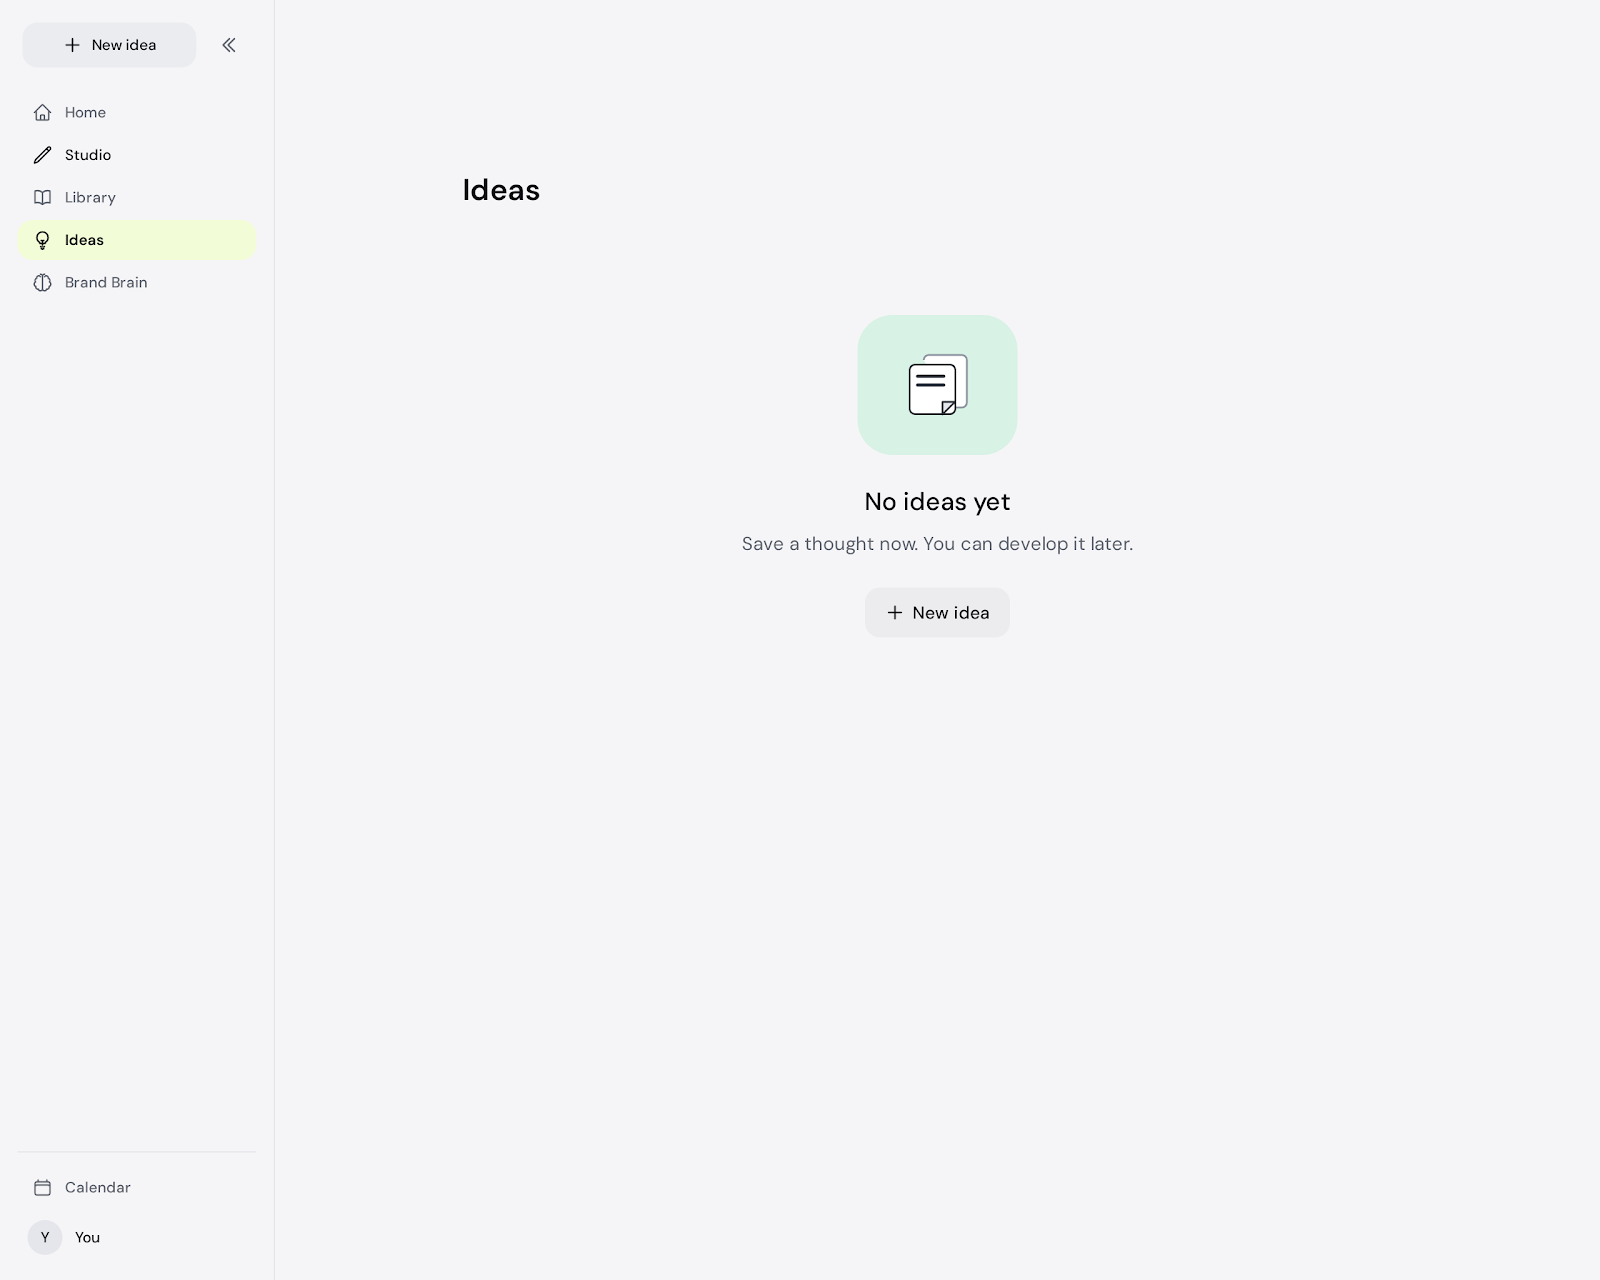 New idea
Home
Studio
Library
Ideas
Brand Brain
Calendar
Y
You
Ideas
No ideas yet
Save a thought now. You can develop it later.
New idea